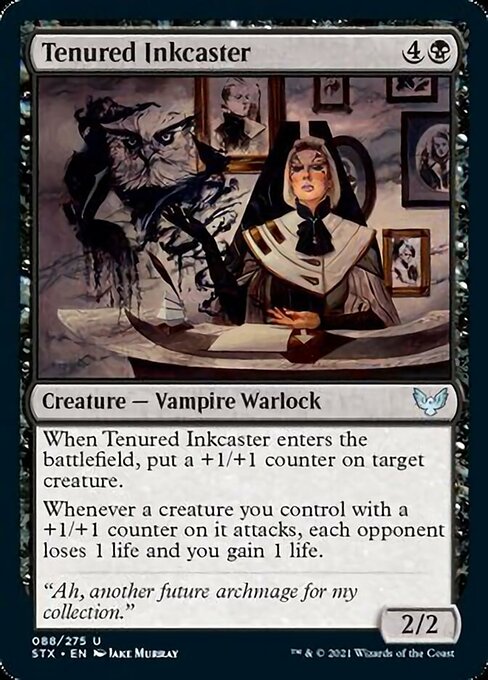 Tenured Inkcaster 4
Creature — Vampire Warlock
When Tenured Inkcaster enters the
battlefield, put a +1/+1 counter on target
creature.
Whenever a creature you control with a
+1/+1 counter on it attacks, each opponent
loses 1 life and you gain 1 life.
“Ah, another future archmage for my
collection.”
2/2
088/275 U
STX • EN Jake Murray
™ & © 2021 Wizards of the Coast